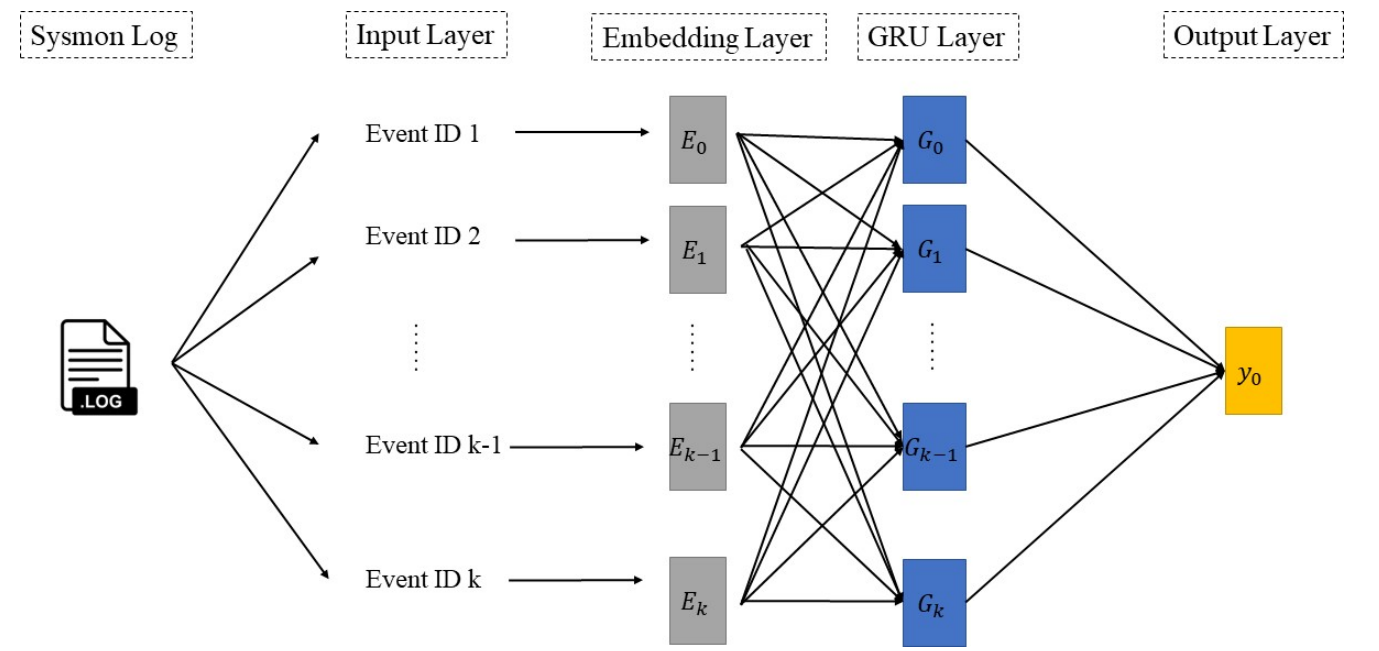 Sysmon Log
Input Layer
Embedding Layer
GRU Layer
Output Layer
Event ID 1
E₀
G₀
Event ID 2
E₁
G₁
.LOG
y₀
Event ID k-1
Eₖ₋₁
Gₖ₋₁
Event ID k
Eₖ
Gₖ